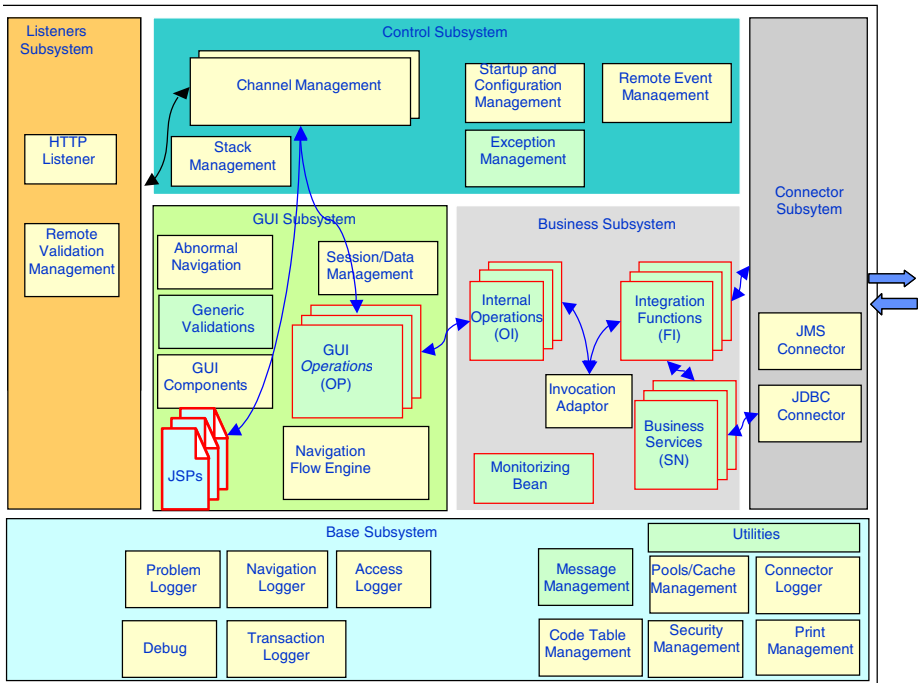 Listeners
Subsystem
HTTP
Listener
Remote
Validation
Management
Control Subsystem
Channel Management
Startup and
Configuration
Management
Remote Event
Management
Stack
Management
Exception
Management
GUI Subsystem
Abnormal
Navigation
Session/Data
Management
Generic
Validations
GUI
Operations
(OP)
GUI
Components
JSPs
Navigation
Flow Engine
Business Subsystem
Internal
Operations
(OI)
Integration
Functions
(FI)
Invocation
Adaptor
Business
Services
(SN)
Monitorizing
Bean
Connector
Subsytem
JMS
Connector
JDBC
Connector
Base Subsystem
Utilities
Problem
Logger
Navigation
Logger
Access
Logger
Message
Management
Pools/Cache
Management
Connector
Logger
Debug
Transaction
Logger
Code Table
Management
Security
Management
Print
Management